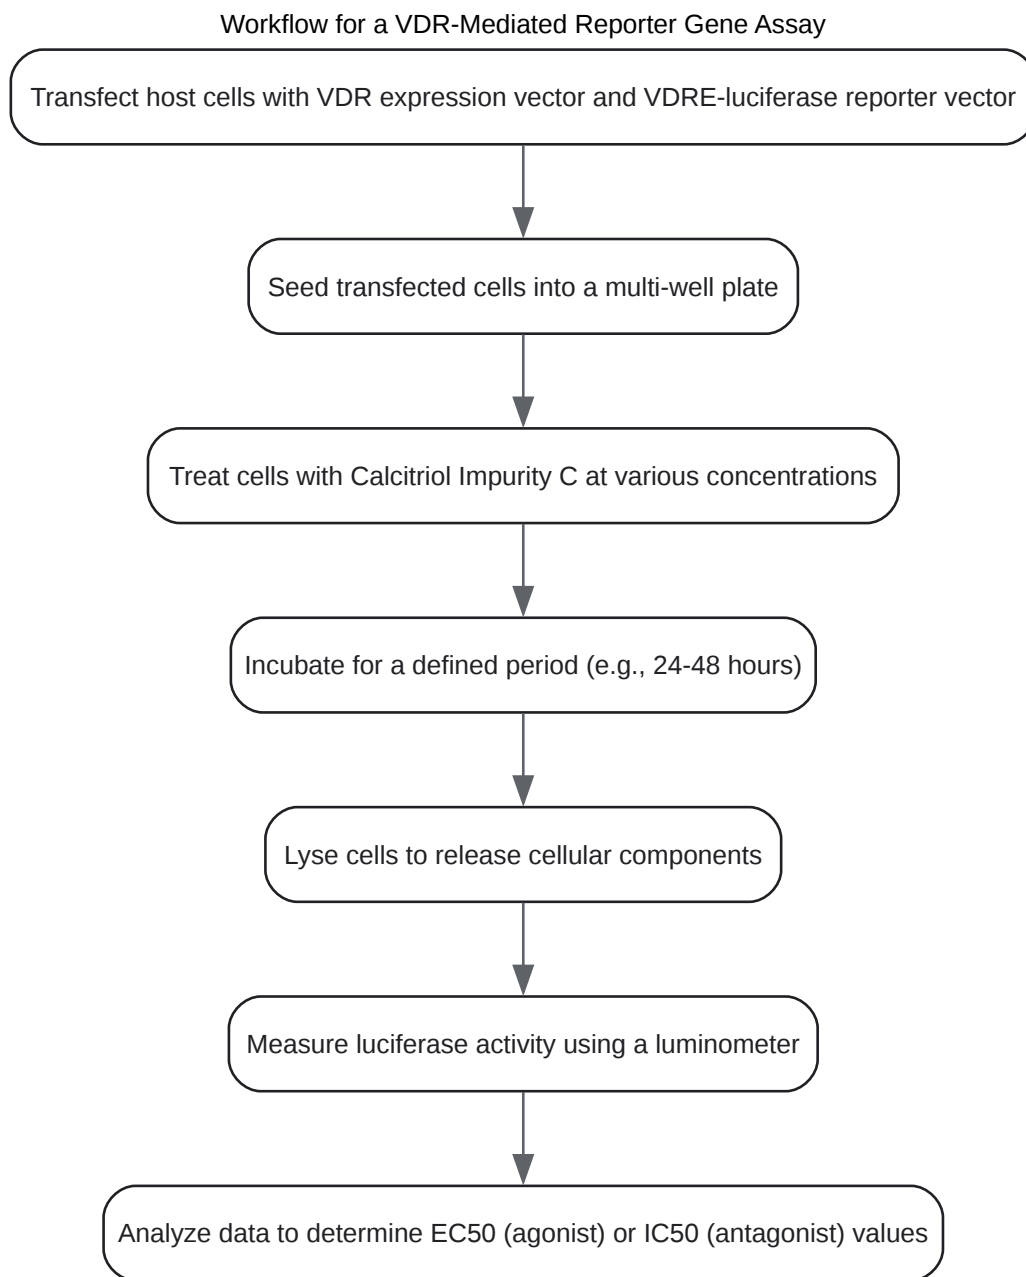 Workflow for a VDR-Mediated Reporter Gene Assay
Transfect host cells with VDR expression vector and VDRE-luciferase reporter vector
Seed transfected cells into a multi-well plate
Treat cells with Calcitriol Impurity C at various concentrations
Incubate for a defined period (e.g., 24-48 hours)
Lyse cells to release cellular components
Measure luciferase activity using a luminometer
Analyze data to determine EC50 (agonist) or IC50 (antagonist) values